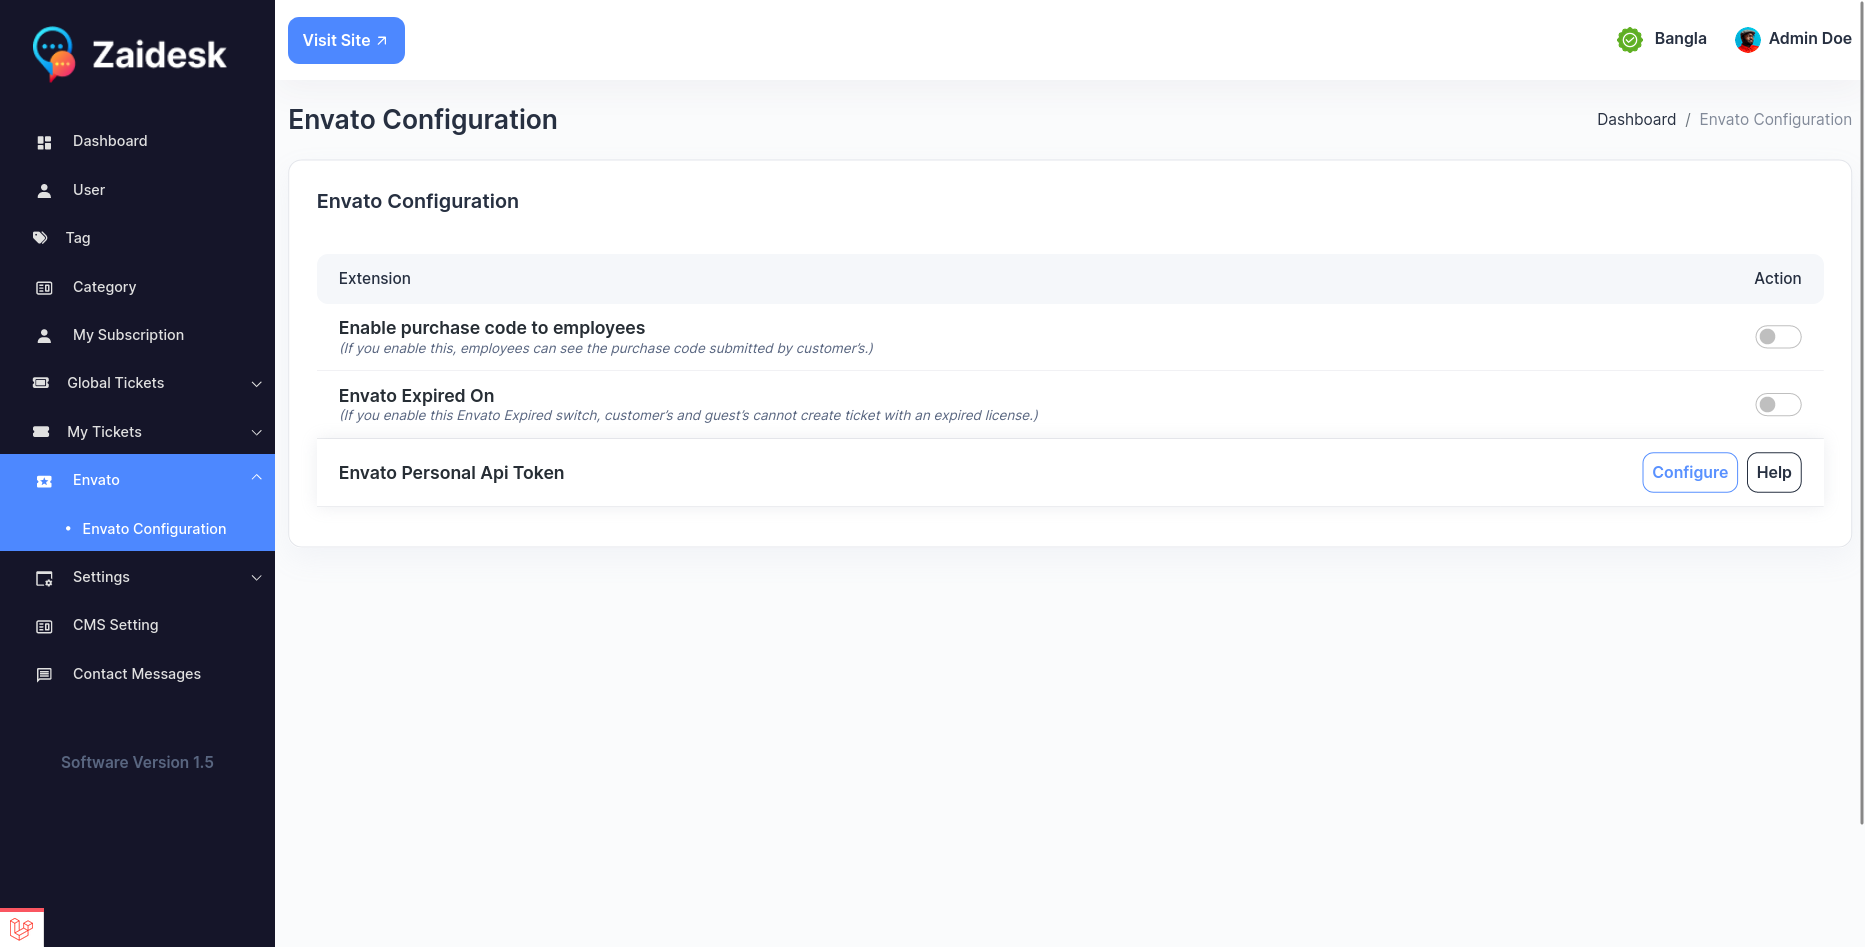 Zaidesk
Dashboard
User
Tag
Category
My Subscription
Global Tickets
My Tickets
Envato
• Envato Configuration
Settings
CMS Setting
Contact Messages
Software Version 1.5
Visit Site
Bangla
Admin Doe
Envato Configuration
Dashboard / Envato Configuration
Envato Configuration
Extension Action
Enable purchase code to employees
(If you enable this, employees can see the purchase code submitted by customer's.)
Envato Expired On
(If you enable this Envato Expired switch, customer's and guest's cannot create ticket with an expired license.)
Envato Personal Api Token Configure Help